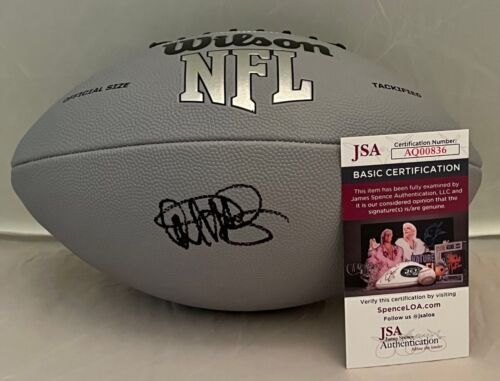 Wilson
NFL
OFFICIAL SIZE
TACKIFIED
JSA
Certification Number:
AQ00836
BASIC CERTIFICATION
This item has been fully examined by
James Spence Authentication, LLC and
it is our considered opinion that the
signature(s) is/are genuine.
Verify this certification by visiting
SpenceLOA.com
Follow us @jsaloa
JSA
James Spence
Authentication